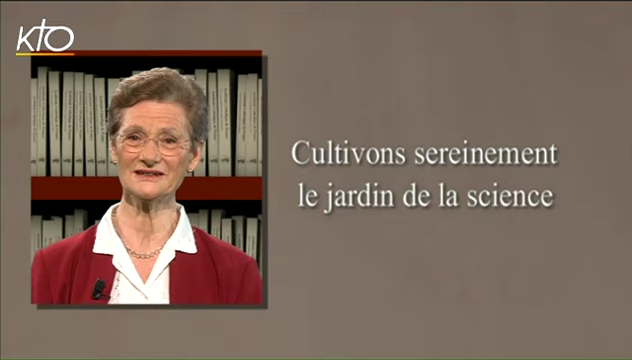 kto
Cultivons sereinement
le jardin de la science